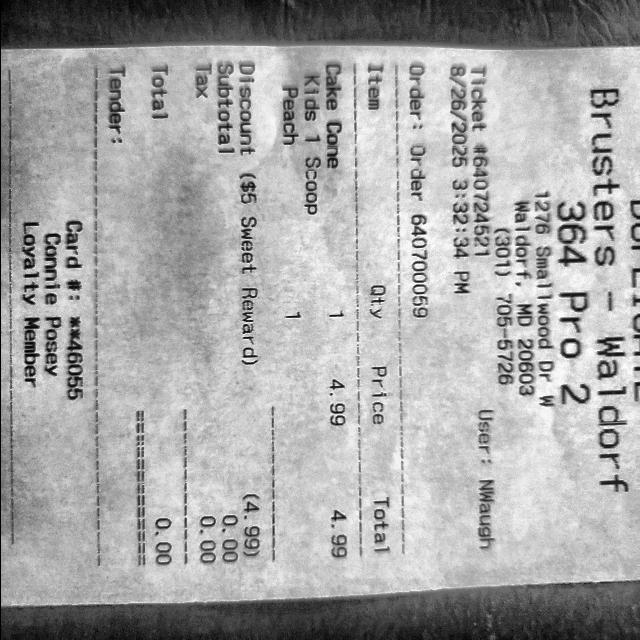 Brusters - Waldorf
364 Pro 2
1276 Smallwood Dr W
Waldorf, MD 20603
(301) 705-5726
Ticket #640724521 User: NWaugh
8/26/2025 3:32:34 PM
Order: Order 640700059
Item Qty Price Total
Cake Cone 1 4.99 4.99
Kids 1 Scoop
Peach 1
Discount ($5 Sweet Reward) (4.99)
Subtotal 0.00
Tax 0.00
Total 0.00
Tender:
Card #: **46055
Connie Posey
Loyalty Member